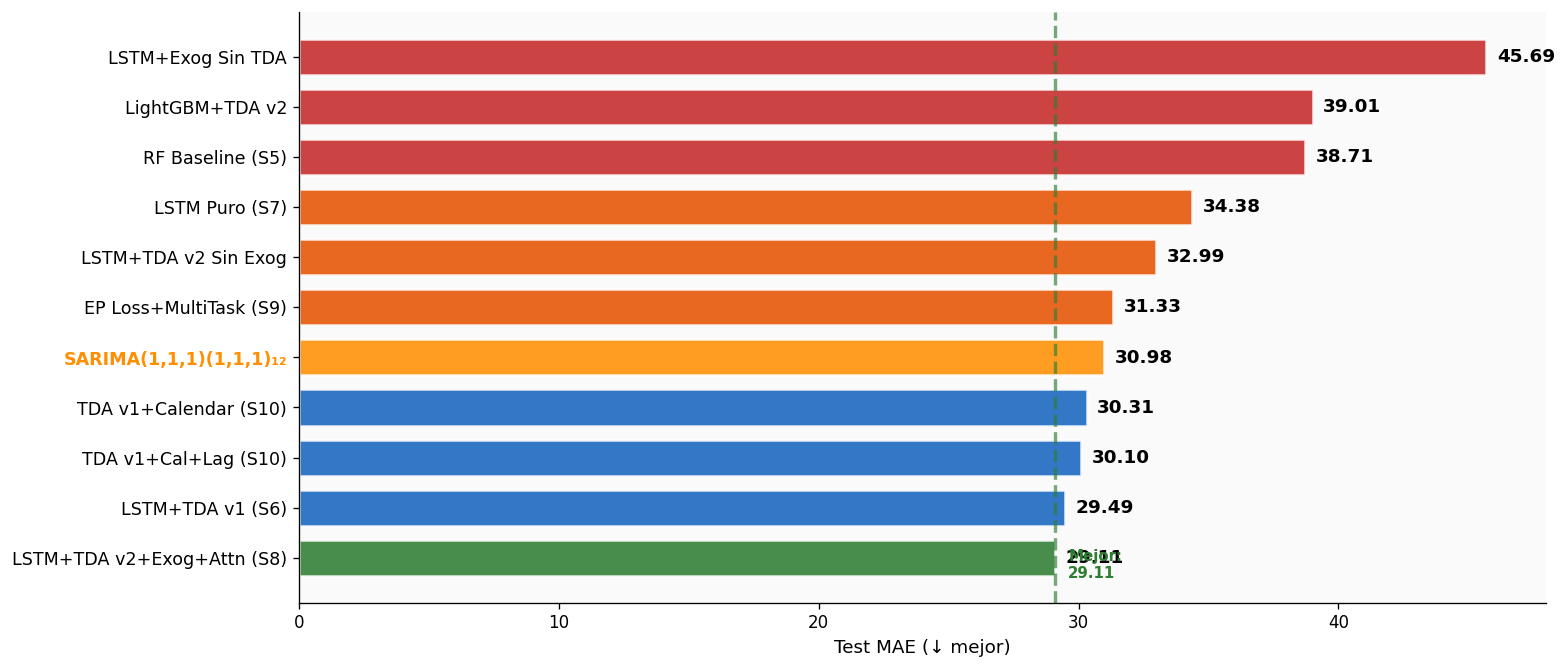 LSTM+Exog Sin TDA 45.69
LightGBM+TDA v2 39.01
RF Baseline (S5) 38.71
LSTM Puro (S7) 34.38
LSTM+TDA v2 Sin Exog 32.99
EP Loss+MultiTask (S9) 31.33
SARIMA(1,1,1)(1,1,1)₁₂ 30.98
TDA v1+Calendar (S10) 30.31
TDA v1+Cal+Lag (S10) 30.10
LSTM+TDA v1 (S6) 29.49
LSTM+TDA v2+Exog+Attn (S8) 29.11
Mejor:
29.11
0 10 20 30 40
Test MAE (↓ mejor)